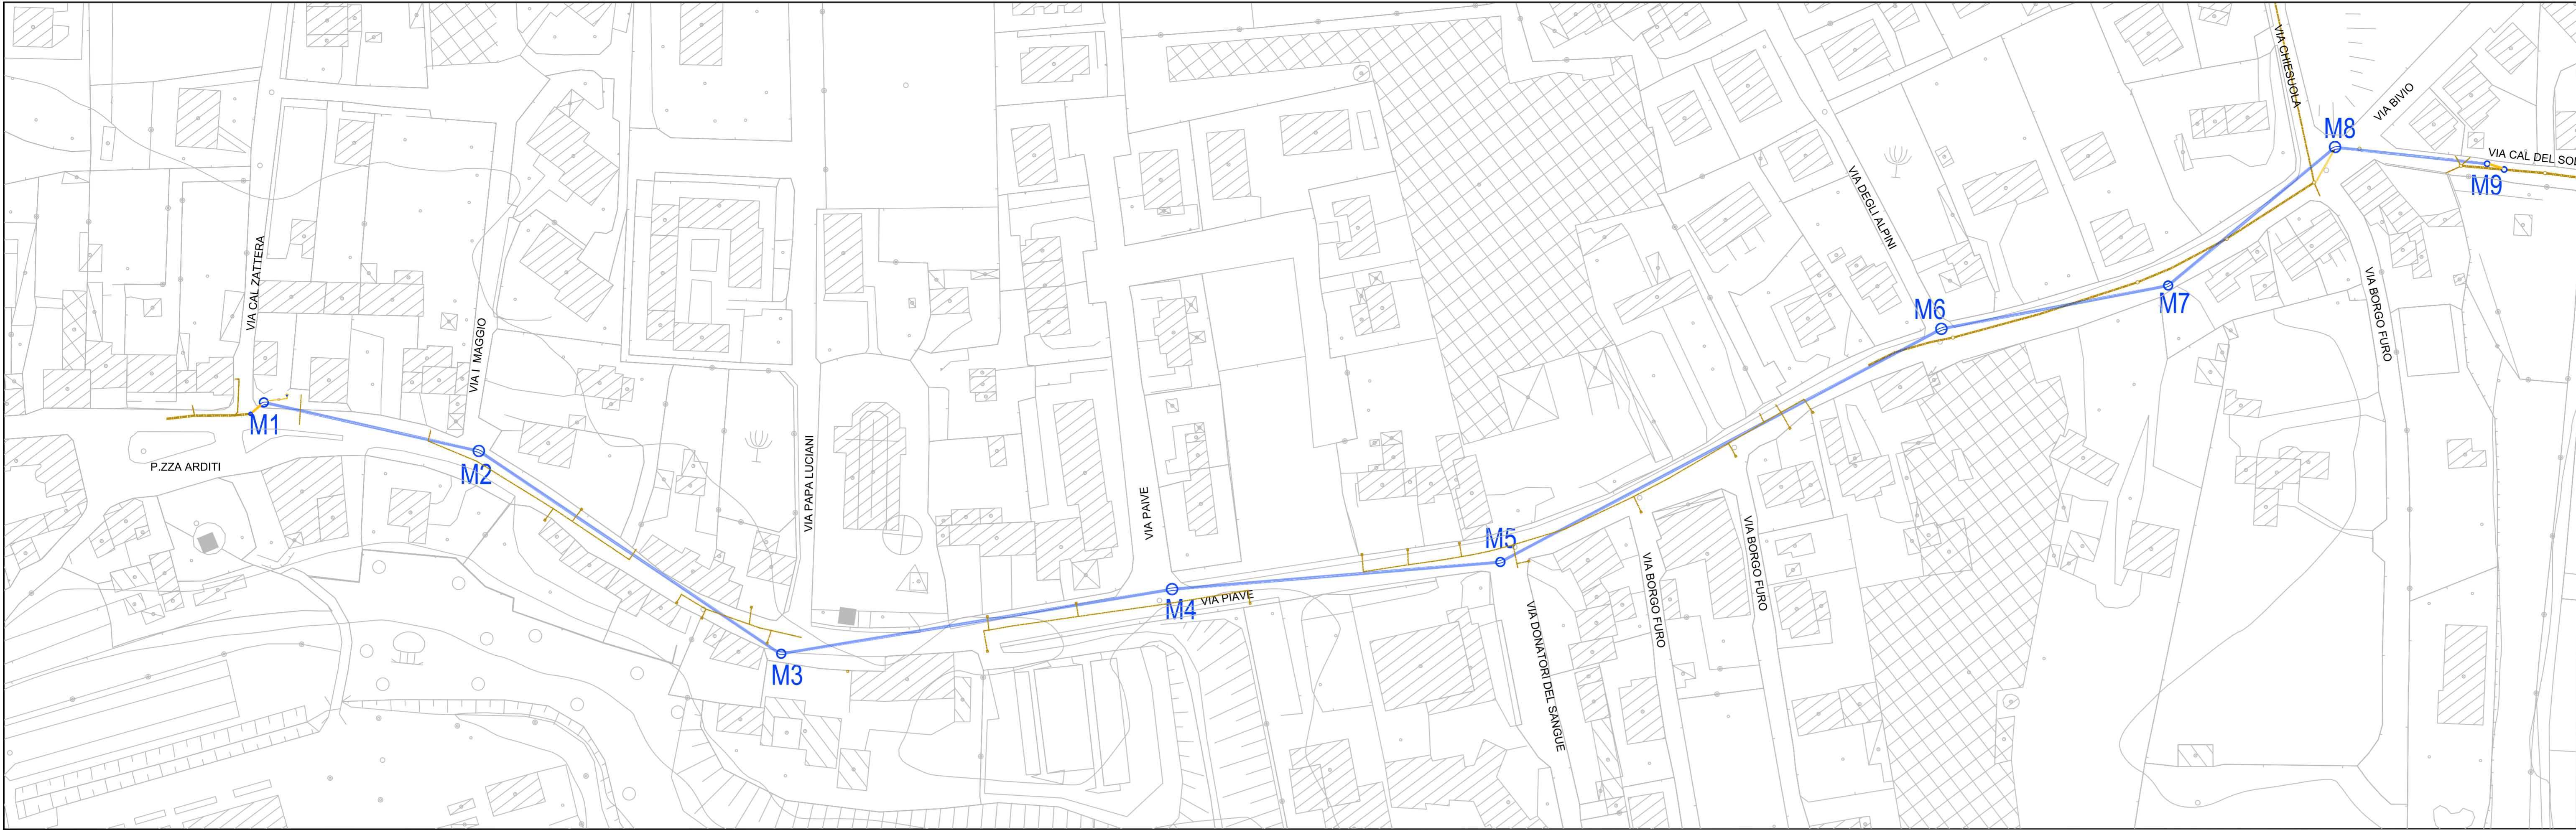 VIA CHIESUOLA
VIA BIVIO
M8
VIA CAL DEL SOL
M9
VIA DEGLI ALPINI
VIA CAL ZATTERA
VIA I MAGGIO
M6
M7
VIA BORGO FURO
M1
P.ZZA ARDITI
M2
VIA PAPA LUCIANI
VIA PAIVE
M5
M4
VIA PIAVE
M3
VIA DONATORI DEL SANGUE
VIA BORGO FURO
VIA BORGO FURO